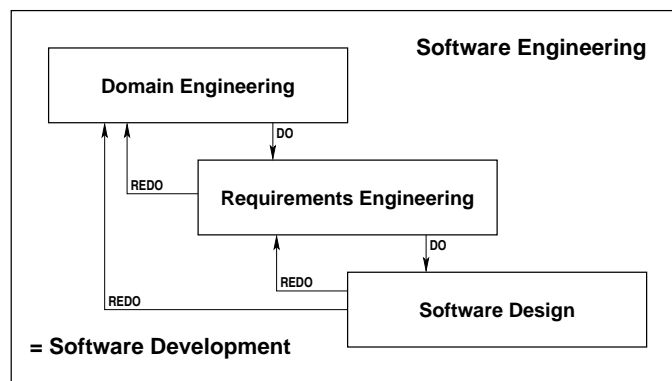 Software Engineering
Domain Engineering
DO
REDO
Requirements Engineering
DO
REDO
REDO
Software Design
= Software Development